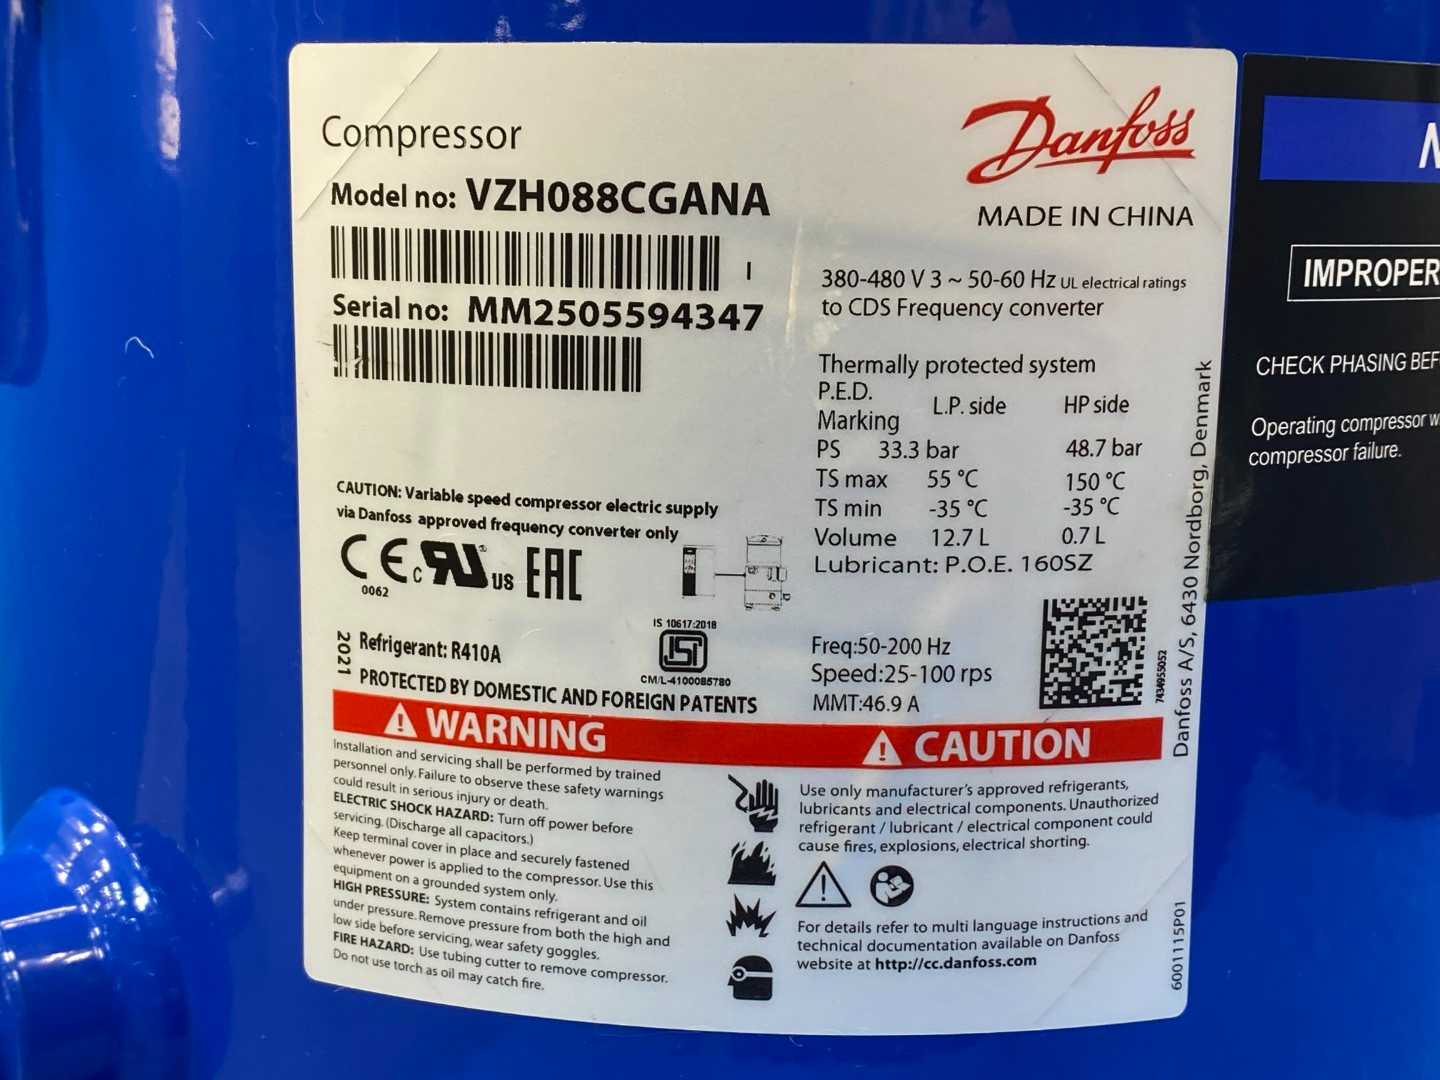 Compressor
Danfoss
Model no: VZH088CGANA
MADE IN CHINA
I
Serial no: MM2505594347
380-480 V 3 ~ 50-60 Hz UL electrical ratings
to CDS Frequency converter
Thermally protected system
P.E.D.
Marking L.P. side HP side
PS 33.3 bar 48.7 bar
TS max 55 °C 150 °C
TS min -35 °C -35 °C
Volume 12.7 L 0.7 L
Lubricant: P.O.E. 160SZ
CAUTION: Variable speed compressor electric supply
via Danfoss approved frequency converter only
CE 0062 c RU ® US EAC
IS 10617:2018
ISI
CM/L-4100085780
2021
Refrigerant: R410A
PROTECTED BY DOMESTIC AND FOREIGN PATENTS
Freq:50-200 Hz
Speed:25-100 rps
MMT:46.9 A
743495S052
Danfoss A/S, 6430 Nordborg, Denmark
WARNING
Installation and servicing shall be performed by trained
personnel only. Failure to observe these safety warnings
could result in serious injury or death.
ELECTRIC SHOCK HAZARD: Turn off power before
servicing. (Discharge all capacitors.)
Keep terminal cover in place and securely fastened
whenever power is applied to the compressor. Use this
equipment on a grounded system only.
HIGH PRESSURE: System contains refrigerant and oil
under pressure. Remove pressure from both the high and
low side before servicing, wear safety goggles.
FIRE HAZARD: Use tubing cutter to remove compressor.
Do not use torch as oil may catch fire.
CAUTION
Use only manufacturer's approved refrigerants,
lubricants and electrical components. Unauthorized
refrigerant / lubricant / electrical component could
cause fires, explosions, electrical shorting.
For details refer to multi language instructions and
technical documentation available on Danfoss
website at http://cc.danfoss.com
6001115P01
IMPROPER
CHECK PHASING
Operating compressor
compressor failure.